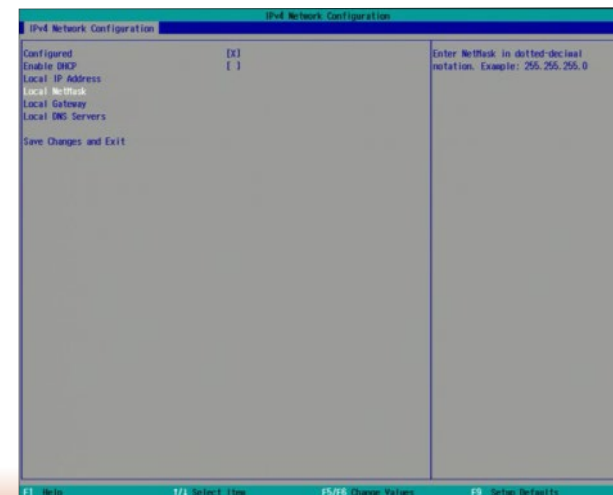 IPv4 Network Configuration
IPv4 Network Configuration
Configured [X]
Enable DHCP [ ]
Local IP Address
Local NetMask
Local Gateway
Local DNS Servers
Save Changes and Exit
Enter NetMask in dotted-decimal
notation. Example: 255.255.255.0
F1 Help ↑/↓ Select Item F5/F6 Change Values F9 Setup Defaults